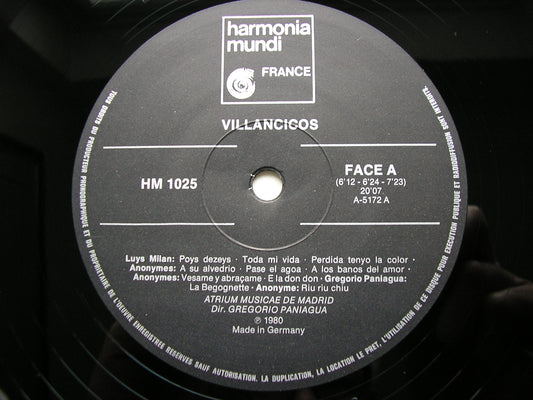 harmonia
mundi
FRANCE
VILLANCICOS
HM 1025
FACE A
(6'12 - 6'24 - 7'23)
20'07
A-5172 A
Luys Milan: Poys dezeys · Toda mi vida · Perdida tenyo la color ·
Anonymes: A su alvedrio · Pase el agoa · A los banos del amor ·
Anonymes: Vesame y abraçame · E la don don · Gregorio Paniagua:
La Begognette · Anonyme: Riu riu chiu
ATRIUM MUSICAE DE MADRID
Dir. GREGORIO PANIAGUA
℗ 1980
Made in Germany
TOUS DROITS DU PRODUCTEUR PHONOGRAPHIQUE ET DU PROPRIETAIRE DE L'OEUVRE ENREGISTREE RESERVES SAUF AUTORISATION. LA DUPLICATION, LA LOCATION LE PRET, L'UTILISATION DE CE DISQUE POUR EXECUTION PUBLIQUE ET RADIODIFFUSION SONT INTERDITS.